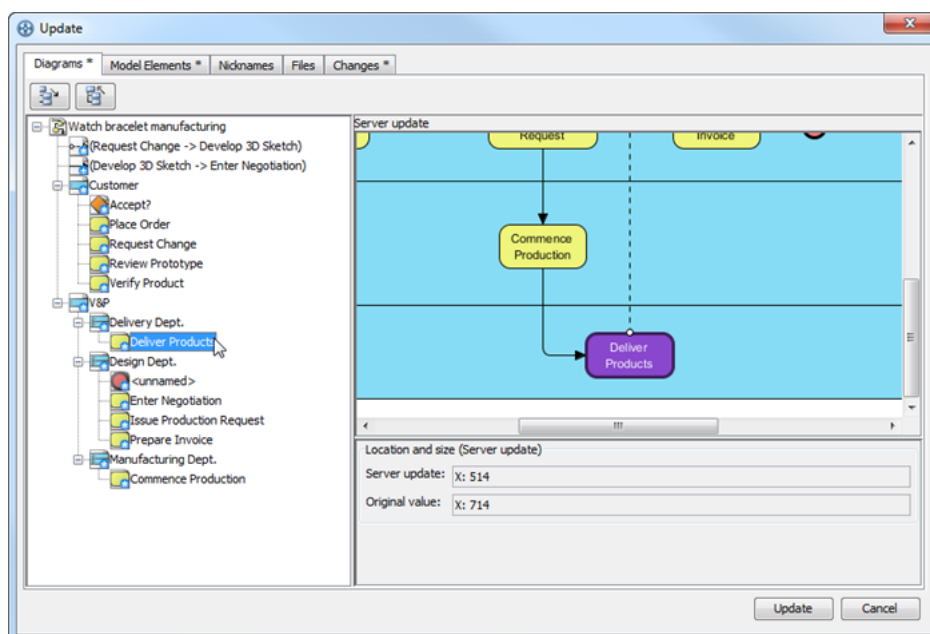 Update
Diagrams * Model Elements * Nicknames Files Changes *
Watch bracelet manufacturing
(Request Change -> Develop 3D Sketch)
(Develop 3D Sketch -> Enter Negotiation)
Customer
Accept?
Place Order
Request Change
Review Prototype
Verify Product
V&P
Delivery Dept.
Deliver Products
Design Dept.
<unnamed>
Enter Negotiation
Issue Production Request
Prepare Invoice
Manufacturing Dept.
Commence Production
Server update
Request
Invoice
Commence
Production
Deliver
Products
Location and size (Server update)
Server update: X: 514
Original value: X: 714
Update Cancel